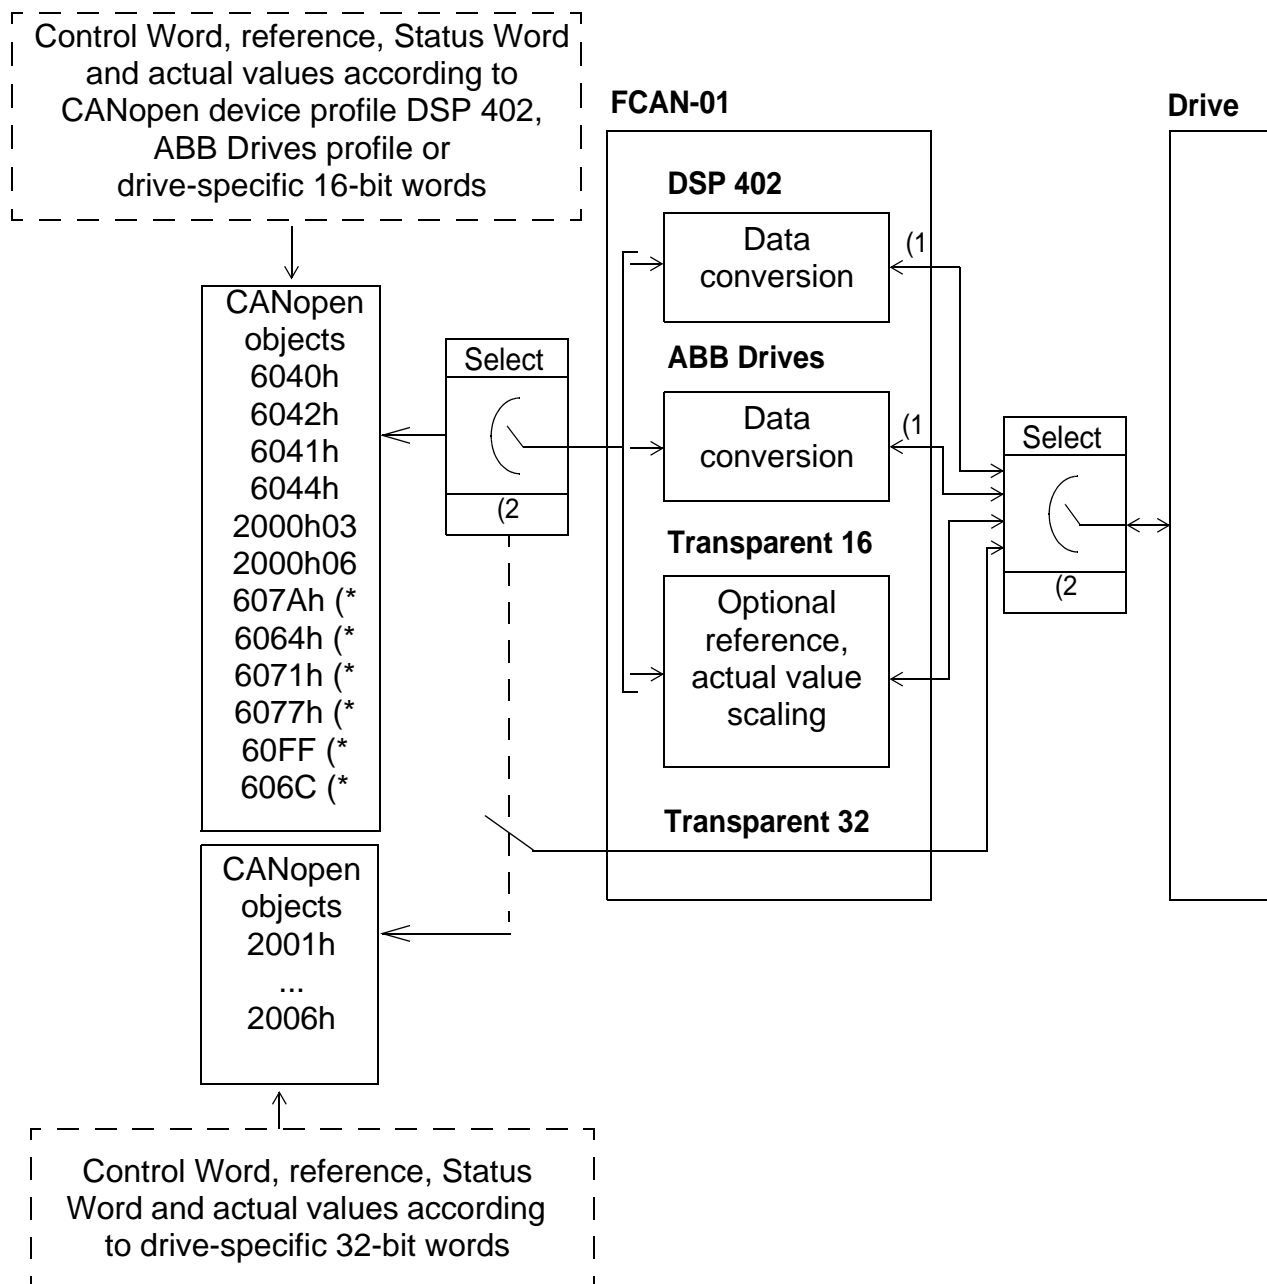 Control Word, reference, Status Word
and actual values according to
CANopen device profile DSP 402,
ABB Drives profile or
drive-specific 16-bit words
FCAN-01
Drive
DSP 402
Data
conversion
(1
CANopen
objects
6040h
6042h
6041h
6044h
2000h03
2000h06
607Ah (*
6064h (*
6071h (*
6077h (*
60FF (*
606C (*
Select
(2
ABB Drives
Data
conversion
(1
Select
(2
Transparent 16
Optional
reference,
actual value
scaling
Transparent 32
CANopen
objects
2001h
...
2006h
Control Word, reference, Status
Word and actual values according
to drive-specific 32-bit words